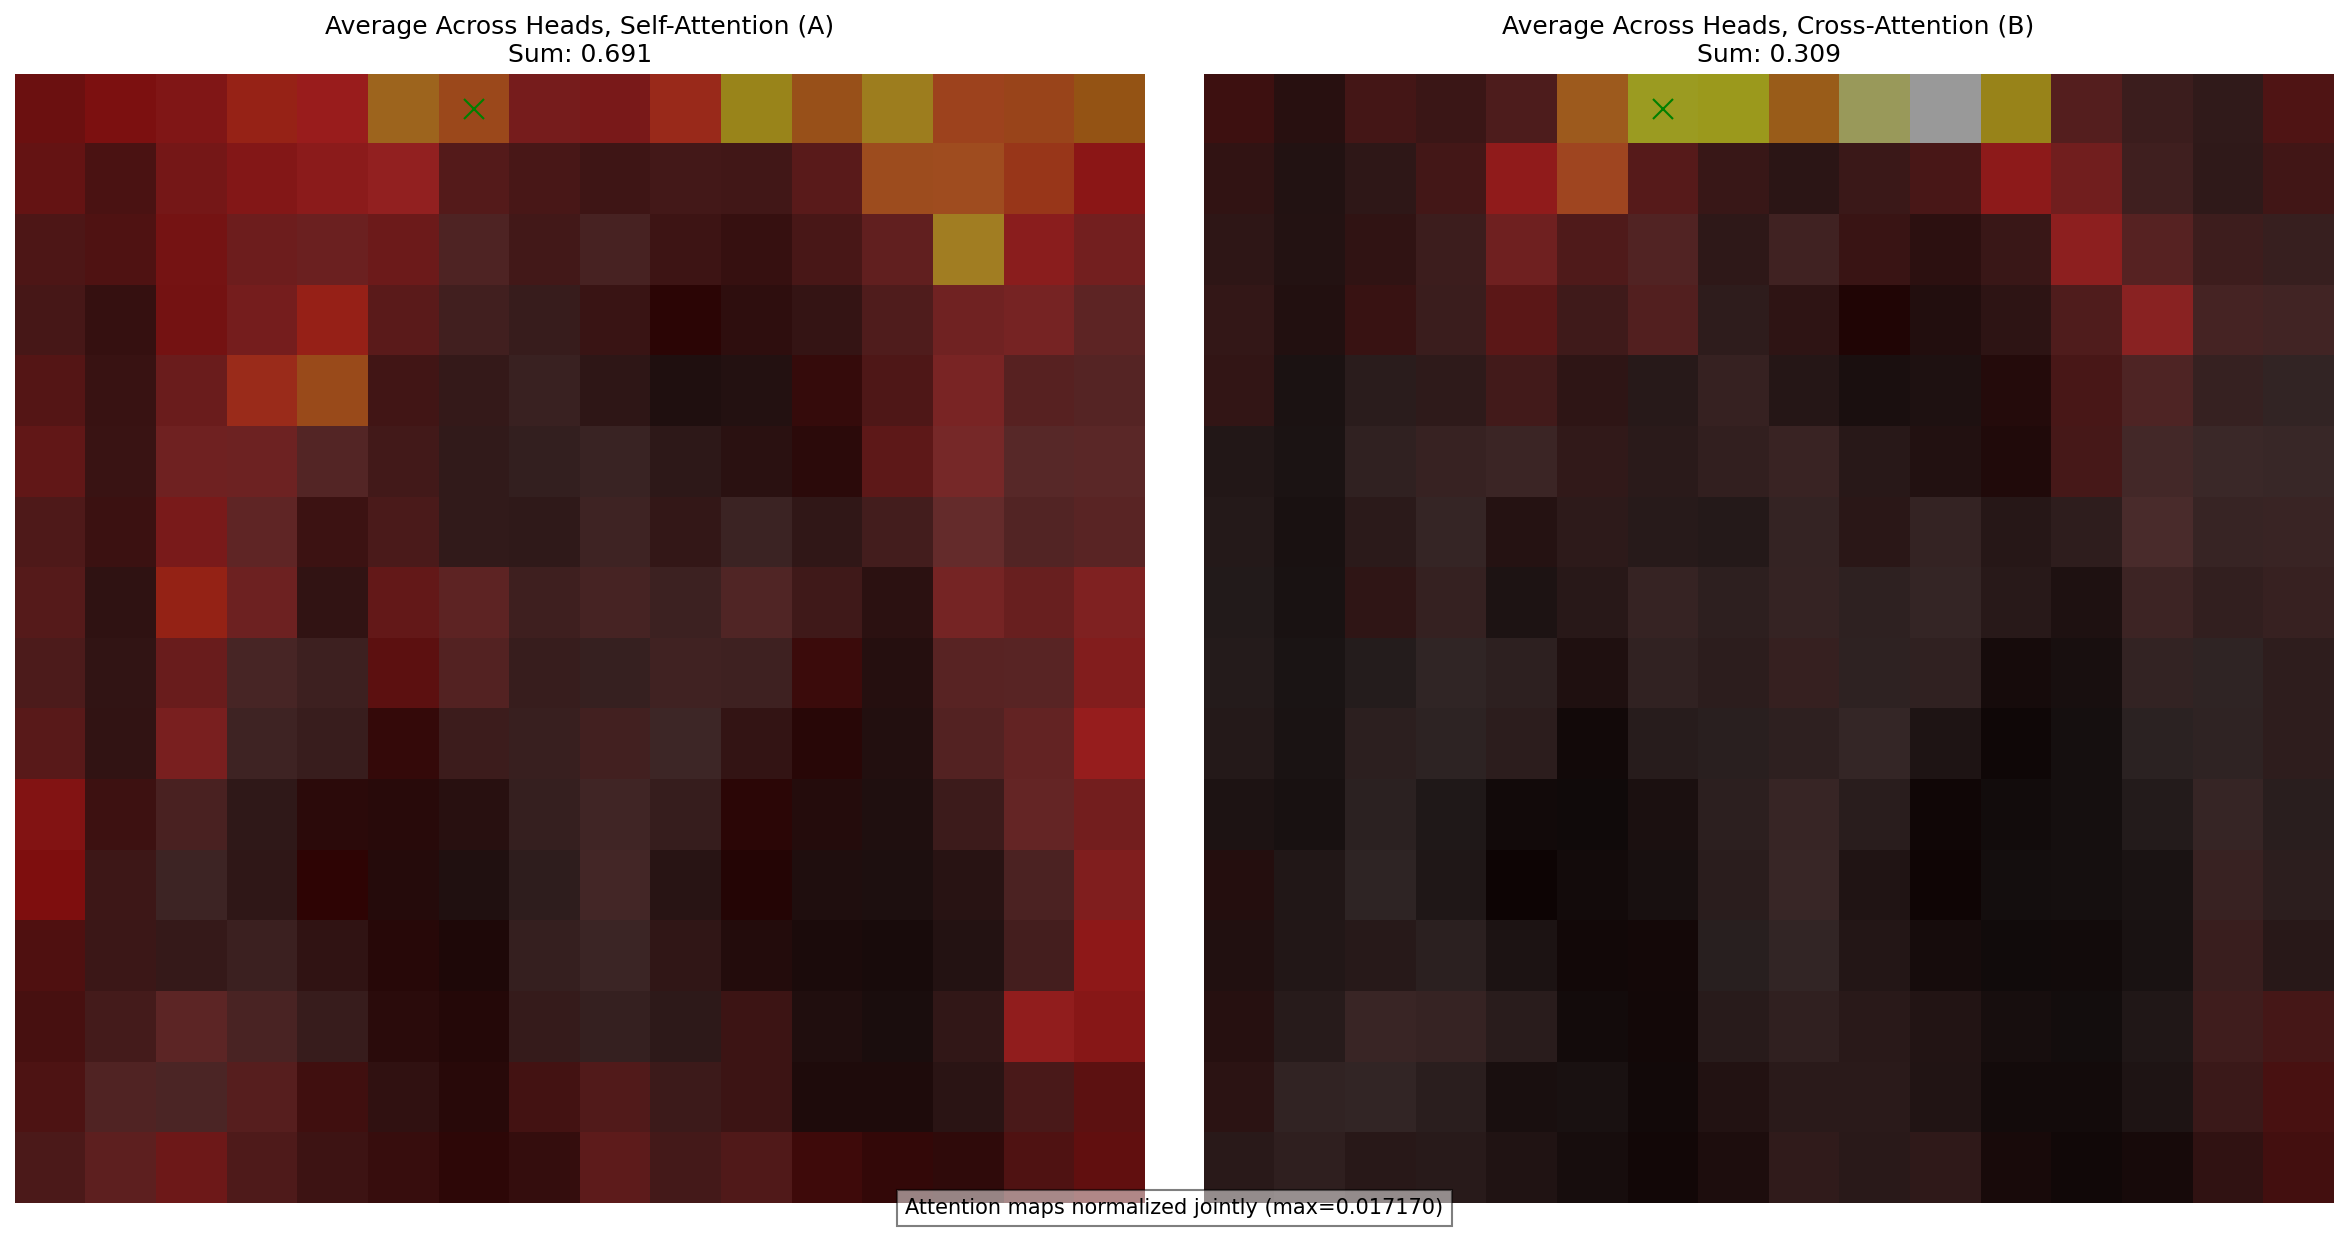 Average Across Heads, Self-Attention (A)
Sum: 0.691
Average Across Heads, Cross-Attention (B)
Sum: 0.309
Attention maps normalized jointly (max=0.017170)